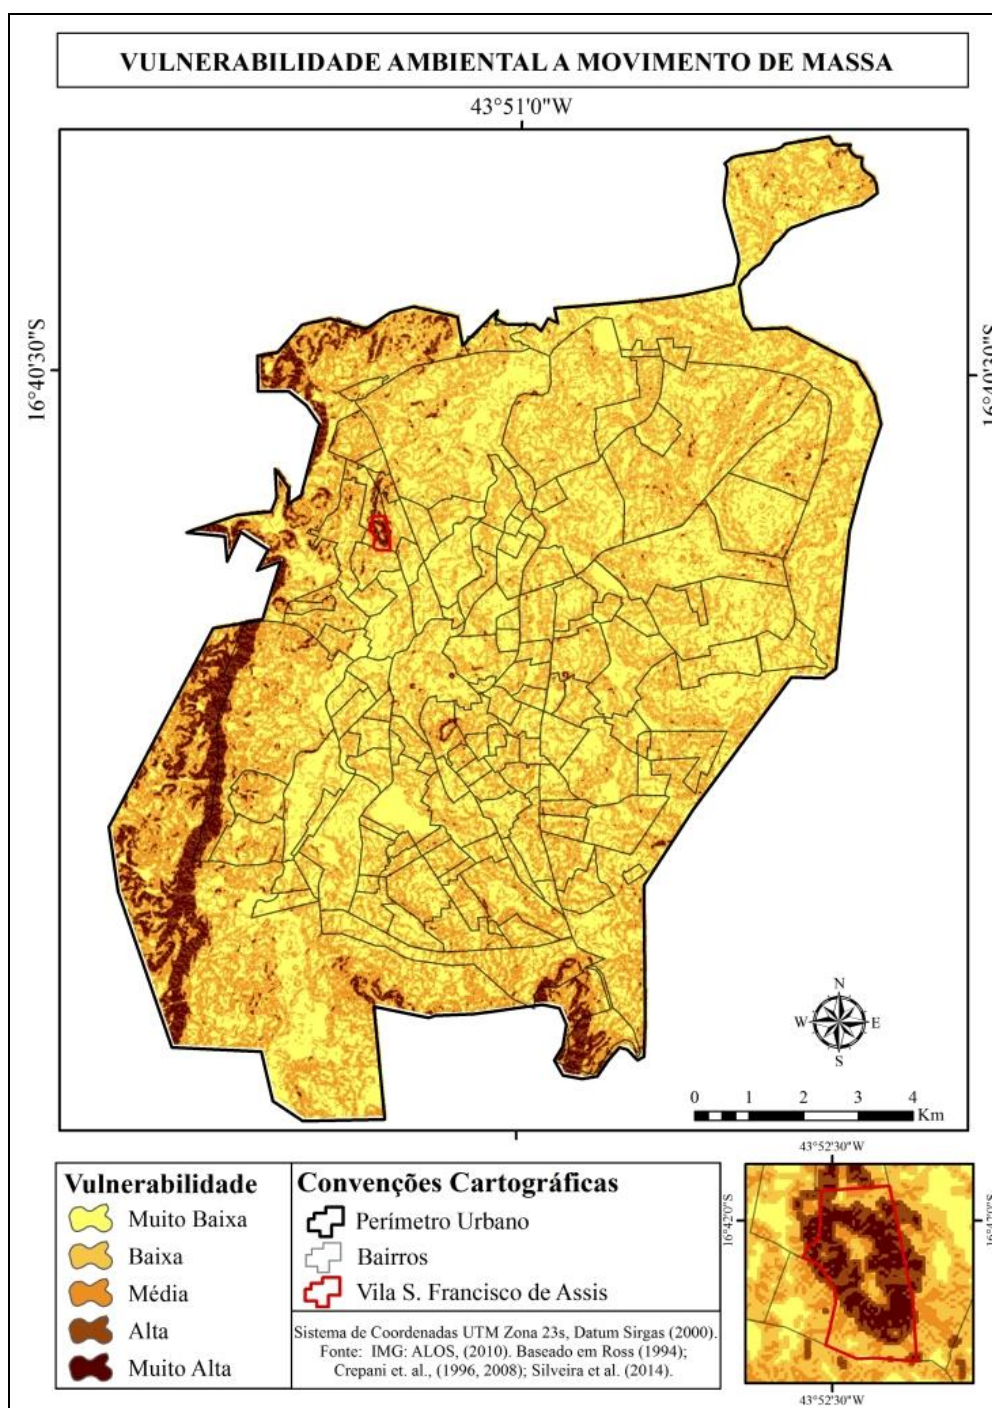 VULNERABILIDADE AMBIENTAL A MOVIMENTO DE MASSA
43°51'0"W
16°40'30"S
16°40'30"S
N
W E
S
0 1 2 3 4
Km
Vulnerabilidade
Muito Baixa
Baixa
Média
Alta
Muito Alta
Convenções Cartográficas
Perímetro Urbano
Bairros
Vila S. Francisco de Assis
Sistema de Coordenadas UTM Zona 23s, Datum Sirgas (2000).
Fonte: IMG: ALOS, (2010). Baseado em Ross (1994);
Crepani et. al., (1996, 2008); Silveira et al. (2014).
43°52'30"W
16°42'0"S
16°42'0"S
43°52'30"W